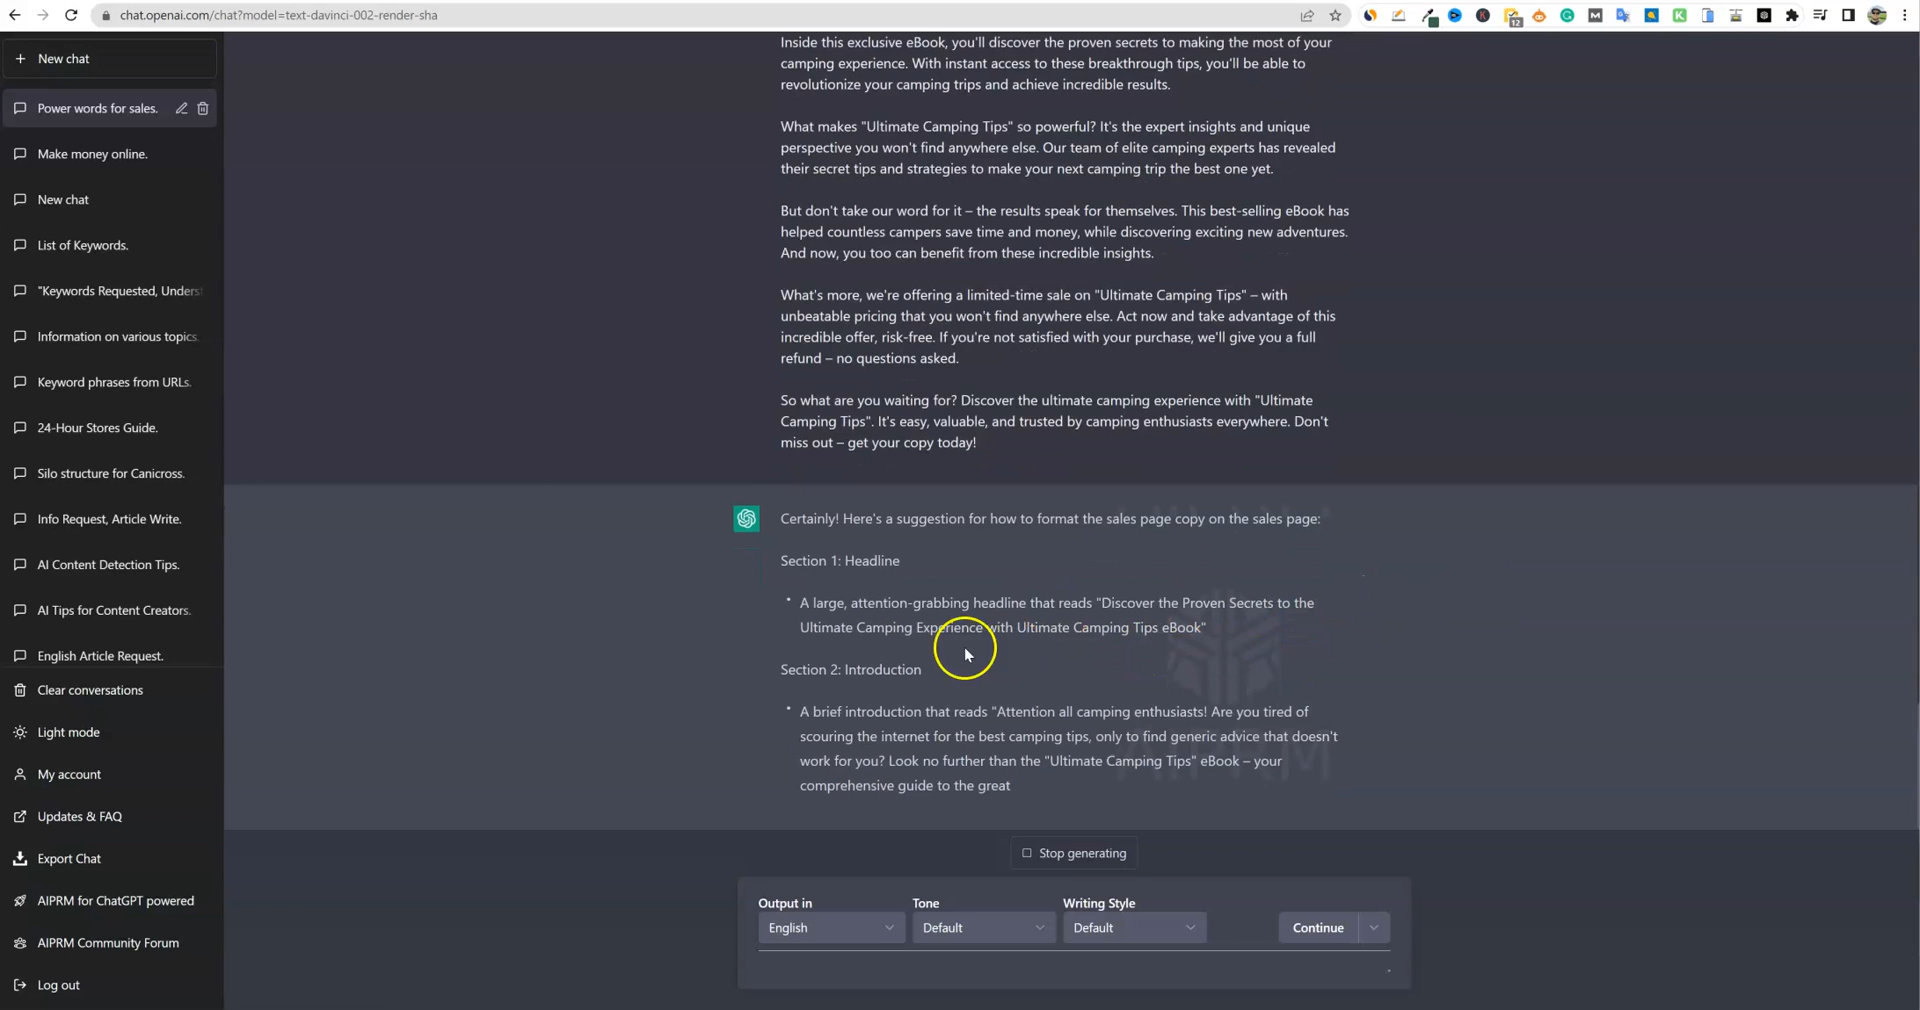 chat.openai.com/chat?model=text-davinci-002-render-sha
12
New chat
Power words for sales.
Make money online.
New chat
List of Keywords.
"Keywords Requested, Unders
Information on various topics.
Keyword phrases from URLs.
24-Hour Stores Guide.
Silo structure for Canicross.
Info Request, Article Write.
AI Content Detection Tips.
AI Tips for Content Creators.
English Article Request.
Clear conversations
Light mode
My account
Updates & FAQ
Export Chat
AIPRM for ChatGPT powered
AIPRM Community Forum
Log out
Inside this exclusive eBook, you'll discover the proven secrets to making the most of your
camping experience. With instant access to these breakthrough tips, you'll be able to
revolutionize your camping trips and achieve incredible results.
What makes "Ultimate Camping Tips" so powerful? It's the expert insights and unique
perspective you won't find anywhere else. Our team of elite camping experts has revealed
their secret tips and strategies to make your next camping trip the best one yet.
But don't take our word for it – the results speak for themselves. This best-selling eBook has
helped countless campers save time and money, while discovering exciting new adventures.
And now, you too can benefit from these incredible insights.
What's more, we're offering a limited-time sale on "Ultimate Camping Tips" – with
unbeatable pricing that you won't find anywhere else. Act now and take advantage of this
incredible offer, risk-free. If you're not satisfied with your purchase, we'll give you a full
refund – no questions asked.
So what are you waiting for? Discover the ultimate camping experience with "Ultimate
Camping Tips". It's easy, valuable, and trusted by camping enthusiasts everywhere. Don't
miss out – get your copy today!
Certainly! Here's a suggestion for how to format the sales page copy on the sales page:
Section 1: Headline
• A large, attention-grabbing headline that reads "Discover the Proven Secrets to the
Ultimate Camping Experience with Ultimate Camping Tips eBook"
Section 2: Introduction
• A brief introduction that reads "Attention all camping enthusiasts! Are you tired of
scouring the internet for the best camping tips, only to find generic advice that doesn't
work for you? Look no further than the "Ultimate Camping Tips" eBook – your
comprehensive guide to the great
AIPRM
Stop generating
Output in
Tone
Writing Style
English
Default
Default
Continue